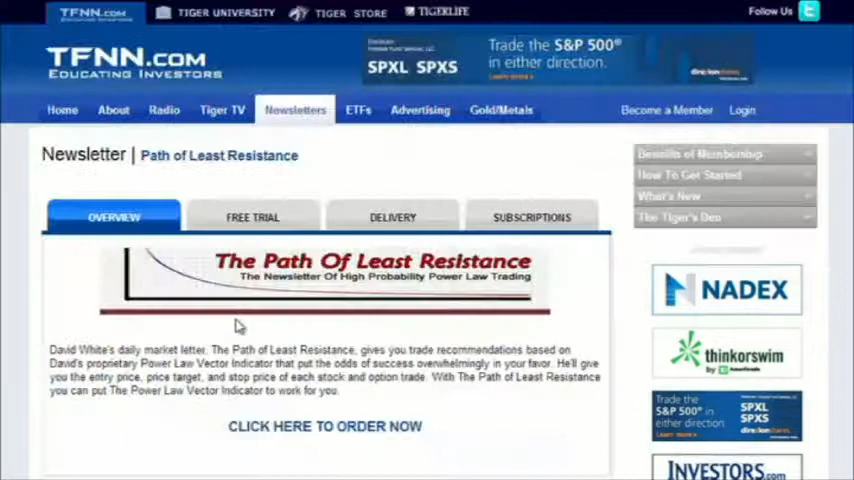 TFNN.COM
EDUCATING INVESTORS
TIGER UNIVERSITY
TIGER STORE
TIGERLIFE
Follow Us
TFNN.COM
EDUCATING INVESTORS
SPXL SPXS
Trade the S&P 500®
in either direction.
Learn more
direxionshares
Home About Radio Tiger TV Newsletters ETFs Advertising Gold/Metals Become a Member Login
Newsletter | Path of Least Resistance
OVERVIEW FREE TRIAL DELIVERY SUBSCRIPTIONS
The Path Of Least Resistance
The Newsletter Of High Probability Power Law Trading
David White's daily market letter, The Path of Least Resistance, gives you trade recommendations based on
David's proprietary Power Law Vector Indicator that put the odds of success overwhelmingly in your favor. He'll give
you the entry price, price target, and stop price of each stock and option trade. With The Path of Least Resistance
you can put The Power Law Vector Indicator to work for you.
CLICK HERE TO ORDER NOW
Benefits of Membership
How To Get Started
What's New
The Tiger's Den
NADEX
thinkorswim
Trade the
S&P 500®
in either
direction.
Learn more
SPXL
SPXS
INVESTORS.com